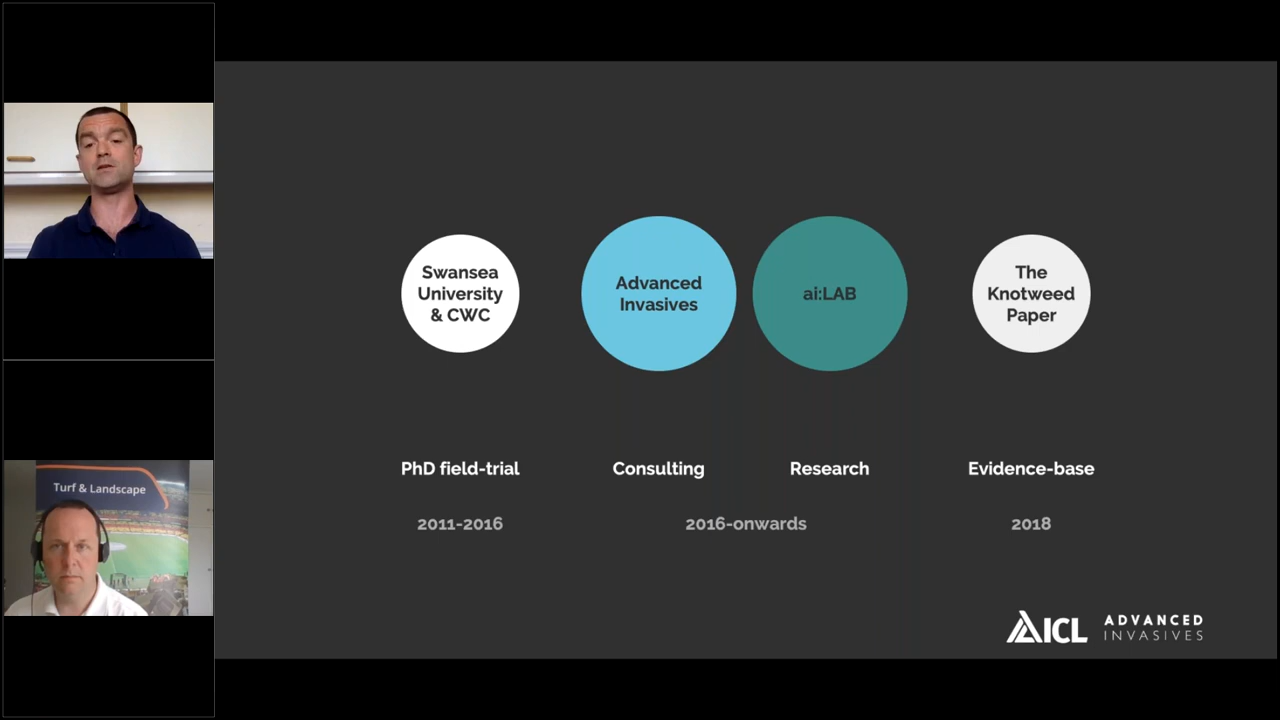 Turf & Landscape
Swansea
University
& CWC
Advanced
Invasives
ai:LAB
The
Knotweed
Paper
PhD field-trial
Consulting
Research
Evidence-base
2011-2016
2016-onwards
2018
AICL
ADVANCED
INVASIVES